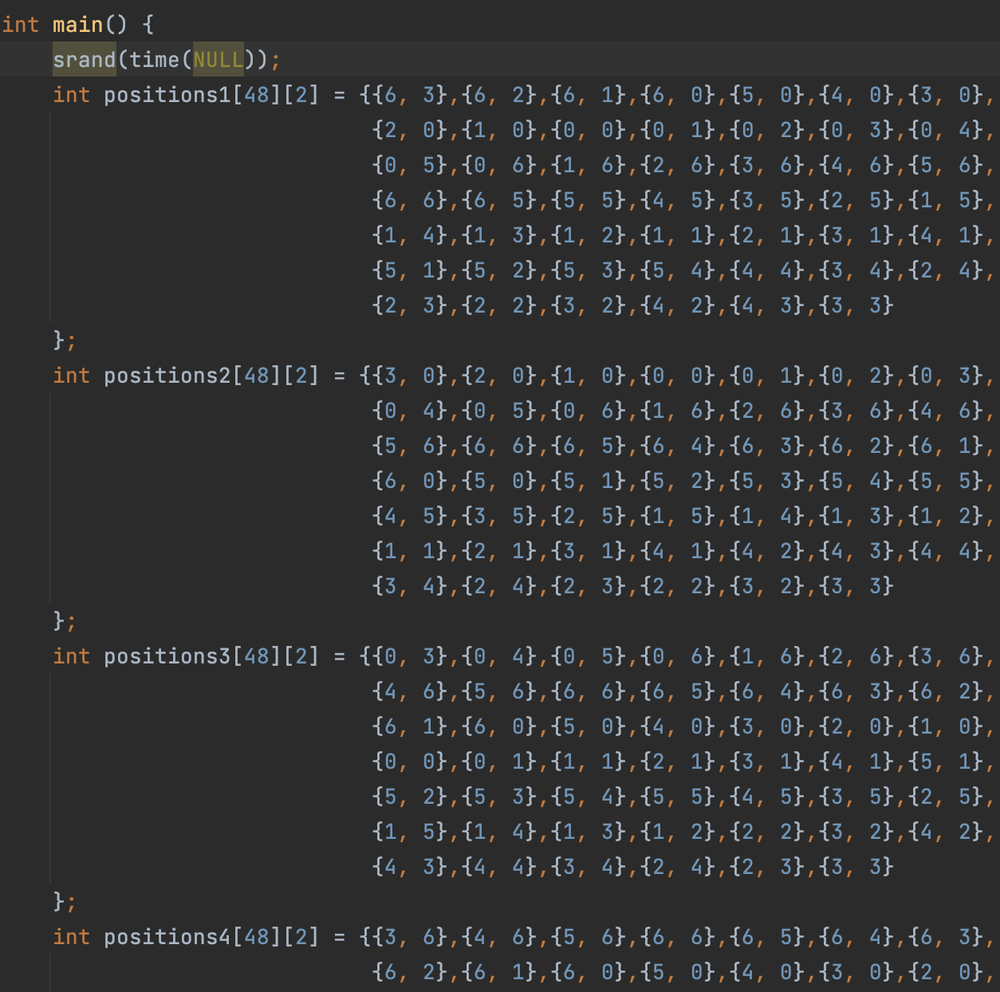 int main() {
srand(time(NULL));
int positions1[48][2] = {{6, 3},{6, 2},{6, 1},{6, 0},{5, 0},{4, 0},{3, 0},
{2, 0},{1, 0},{0, 0},{0, 1},{0, 2},{0, 3},{0, 4},
{0, 5},{0, 6},{1, 6},{2, 6},{3, 6},{4, 6},{5, 6},
{6, 6},{6, 5},{5, 5},{4, 5},{3, 5},{2, 5},{1, 5},
{1, 4},{1, 3},{1, 2},{1, 1},{2, 1},{3, 1},{4, 1},
{5, 1},{5, 2},{5, 3},{5, 4},{4, 4},{3, 4},{2, 4},
{2, 3},{2, 2},{3, 2},{4, 2},{4, 3},{3, 3}
};
int positions2[48][2] = {{3, 0},{2, 0},{1, 0},{0, 0},{0, 1},{0, 2},{0, 3},
{0, 4},{0, 5},{0, 6},{1, 6},{2, 6},{3, 6},{4, 6},
{5, 6},{6, 6},{6, 5},{6, 4},{6, 3},{6, 2},{6, 1},
{6, 0},{5, 0},{5, 1},{5, 2},{5, 3},{5, 4},{5, 5},
{4, 5},{3, 5},{2, 5},{1, 5},{1, 4},{1, 3},{1, 2},
{1, 1},{2, 1},{3, 1},{4, 1},{4, 2},{4, 3},{4, 4},
{3, 4},{2, 4},{2, 3},{2, 2},{3, 2},{3, 3}
};
int positions3[48][2] = {{0, 3},{0, 4},{0, 5},{0, 6},{1, 6},{2, 6},{3, 6},
{4, 6},{5, 6},{6, 6},{6, 5},{6, 4},{6, 3},{6, 2},
{6, 1},{6, 0},{5, 0},{4, 0},{3, 0},{2, 0},{1, 0},
{0, 0},{0, 1},{1, 1},{2, 1},{3, 1},{4, 1},{5, 1},
{5, 2},{5, 3},{5, 4},{5, 5},{4, 5},{3, 5},{2, 5},
{1, 5},{1, 4},{1, 3},{1, 2},{2, 2},{3, 2},{4, 2},
{4, 3},{4, 4},{3, 4},{2, 4},{2, 3},{3, 3}
};
int positions4[48][2] = {{3, 6},{4, 6},{5, 6},{6, 6},{6, 5},{6, 4},{6, 3},
{6, 2},{6, 1},{6, 0},{5, 0},{4, 0},{3, 0},{2, 0},